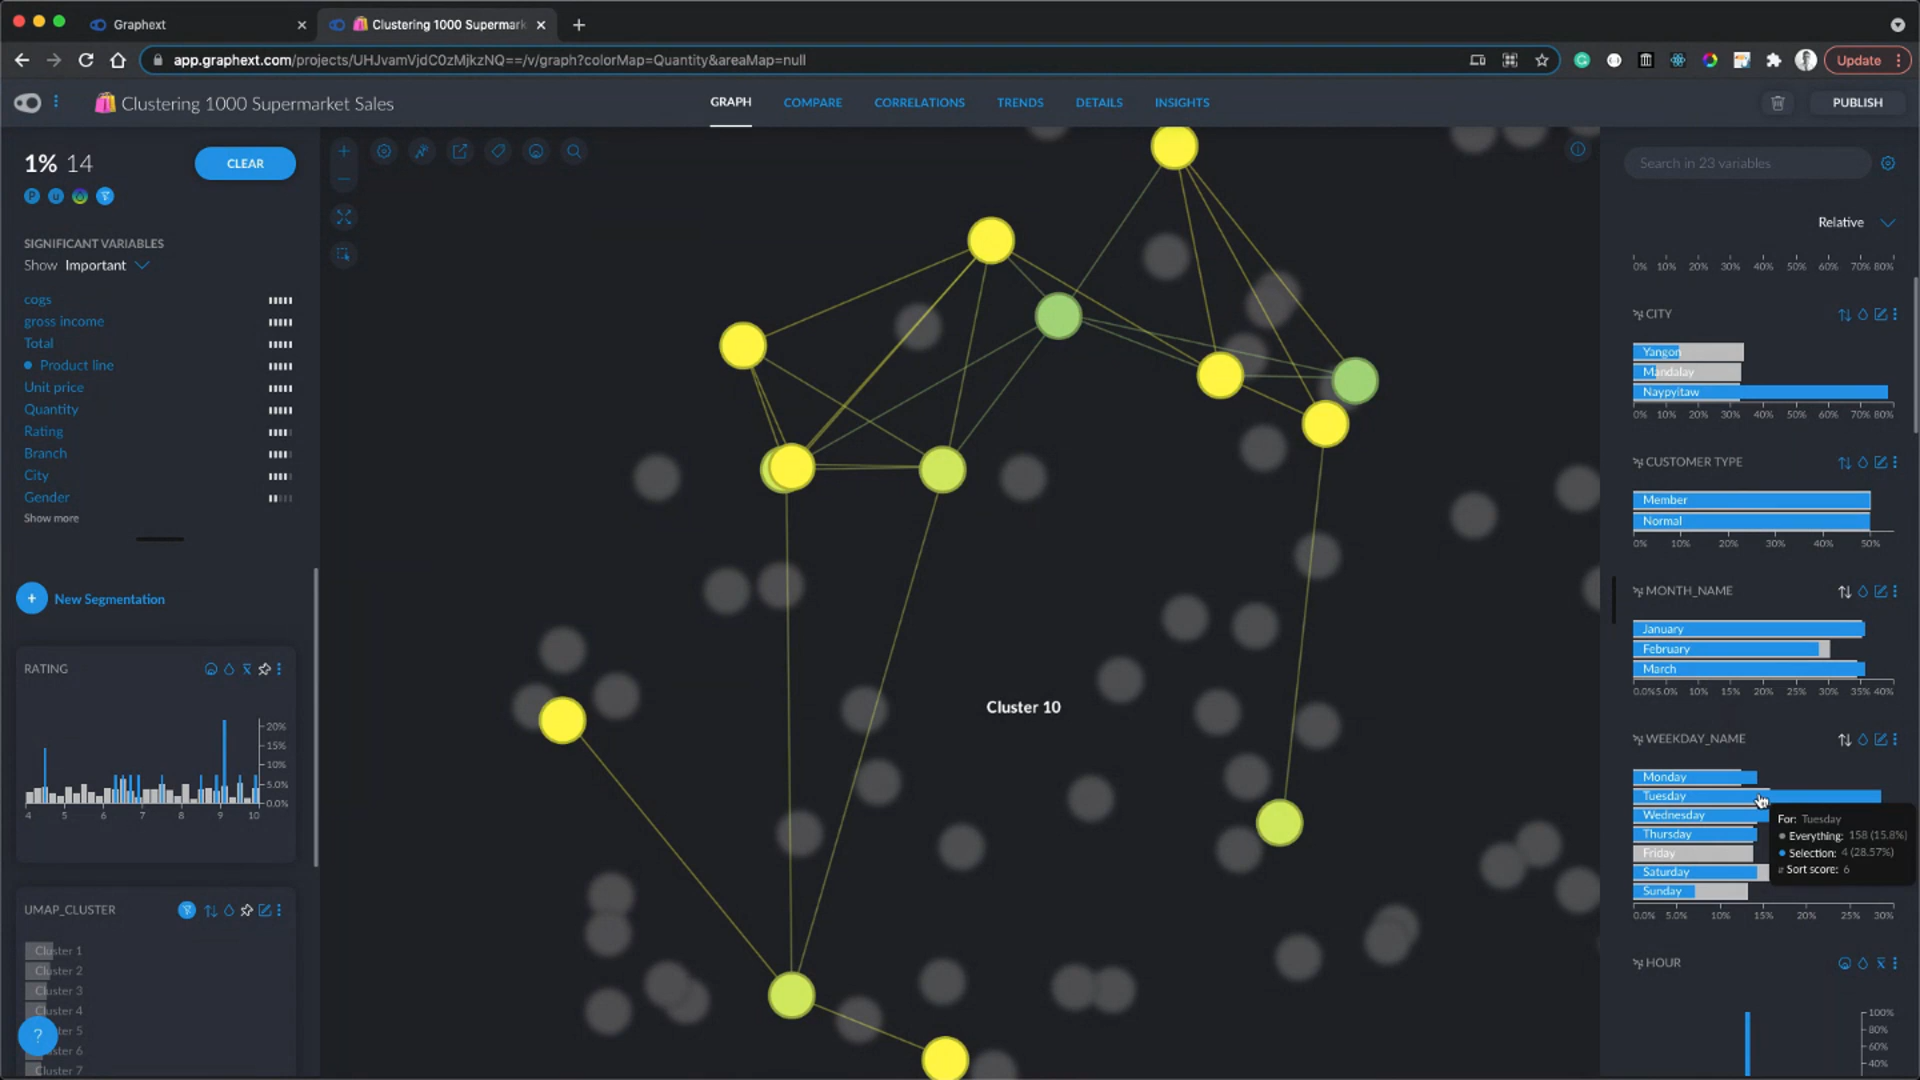 Graphext
Clustering 1000 Supermark
app.graphext.com/projects/UHJvamVjdC0zMjkzNQ==/v/graph?colorMap=Quantity&areaMap=null
Update
Clustering 1000 Supermarket Sales
GRAPH
COMPARE
CORRELATIONS
TRENDS
DETAILS
INSIGHTS
PUBLISH
1% 14
CLEAR
SIGNIFICANT VARIABLES
Show Important
cogs
gross income
Total
Product line
Unit price
Quantity
Rating
Branch
City
Gender
Show more
New Segmentation
RATING
20%
15%
10%
5.0%
0.0%
4 5 6 7 8 9 10
UMAP_CLUSTER
Cluster 1
Cluster 2
Cluster 3
Cluster 4
ster 5
ster 6
Cluster 7
?
Cluster 10
Search in 23 variables
Relative
0% 10% 20% 30% 40% 50% 60% 70% 80%
CITY
Yangon
Mandalay
Naypyitaw
0% 10% 20% 30% 40% 50% 60% 70% 80%
CUSTOMER TYPE
Member
Normal
0% 10% 20% 30% 40% 50%
MONTH_NAME
January
February
March
0.0% 5.0% 10% 15% 20% 25% 30% 35% 40%
WEEKDAY_NAME
Monday
Tuesday
Wednesday
Thursday
Friday
Saturday
Sunday
0.0% 5.0% 10% 15% 20% 25% 30%
For: Tuesday
Everything: 158 (15.8%)
Selection: 4 (28.57%)
Sort score: 6
HOUR
100%
80%
60%
40%